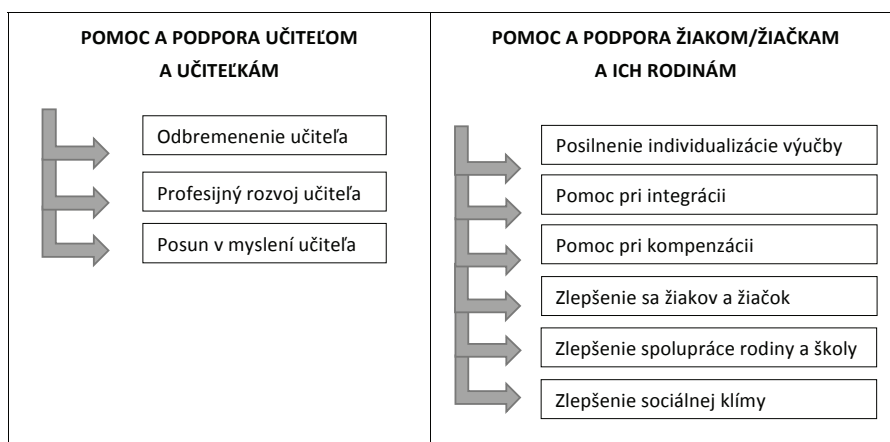 POMOC A PODPORA UČITEĽOM
A UČITEĽKÁM
Odbremenenie učiteľa
Profesijný rozvoj učiteľa
Posun v myslení učiteľa
POMOC A PODPORA ŽIAKOM/ŽIAČKAM
A ICH RODINÁM
Posilnenie individualizácie výučby
Pomoc pri integrácii
Pomoc pri kompenzácii
Zlepšenie sa žiakov a žiačok
Zlepšenie spolupráce rodiny a školy
Zlepšenie sociálnej klímy